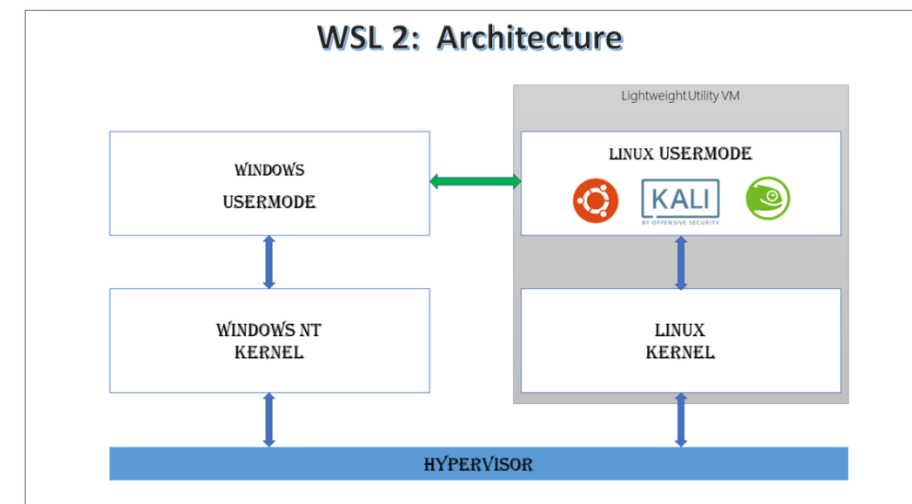 WSL 2: Architecture
Lightweight Utility VM
WINDOWS
USERMODE
LINUX USERMODE
KALI
BY OFFENSIVE SECURITY
WINDOWS NT
KERNEL
LINUX
KERNEL
HYPERVISOR